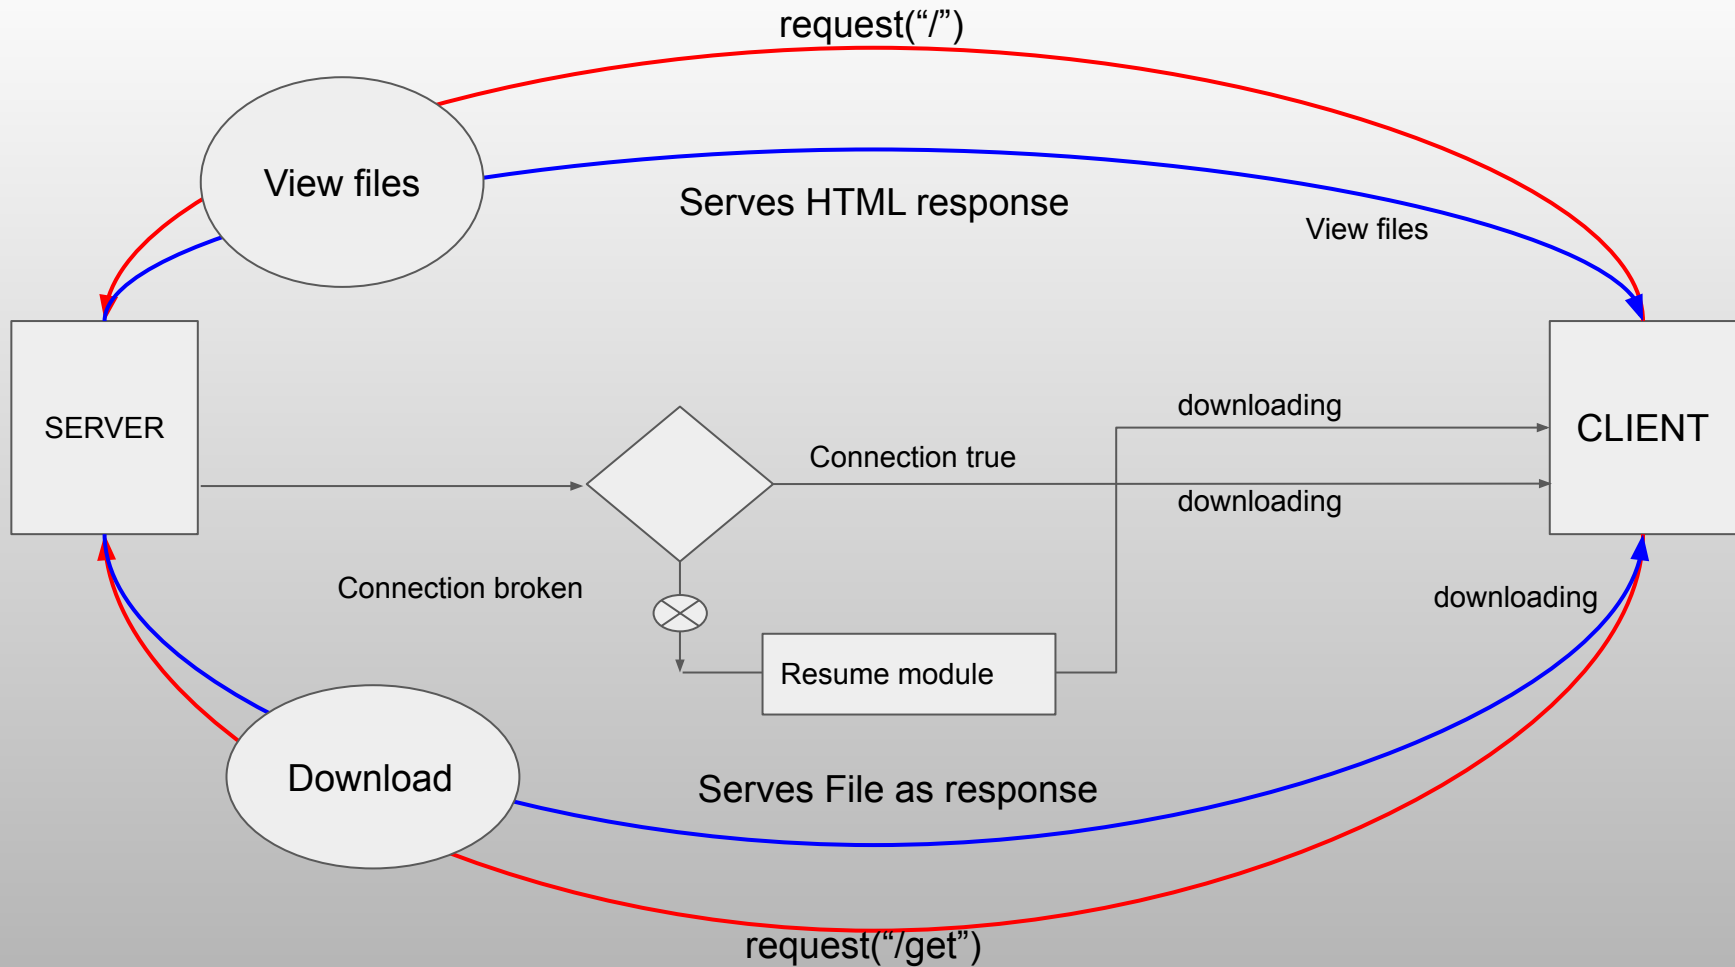 request(“/”)
View files
Serves HTML response
View files
SERVER
downloading
CLIENT
Connection true
downloading
Connection broken
downloading
Resume module
Download
Serves File as response
request(“/get”)